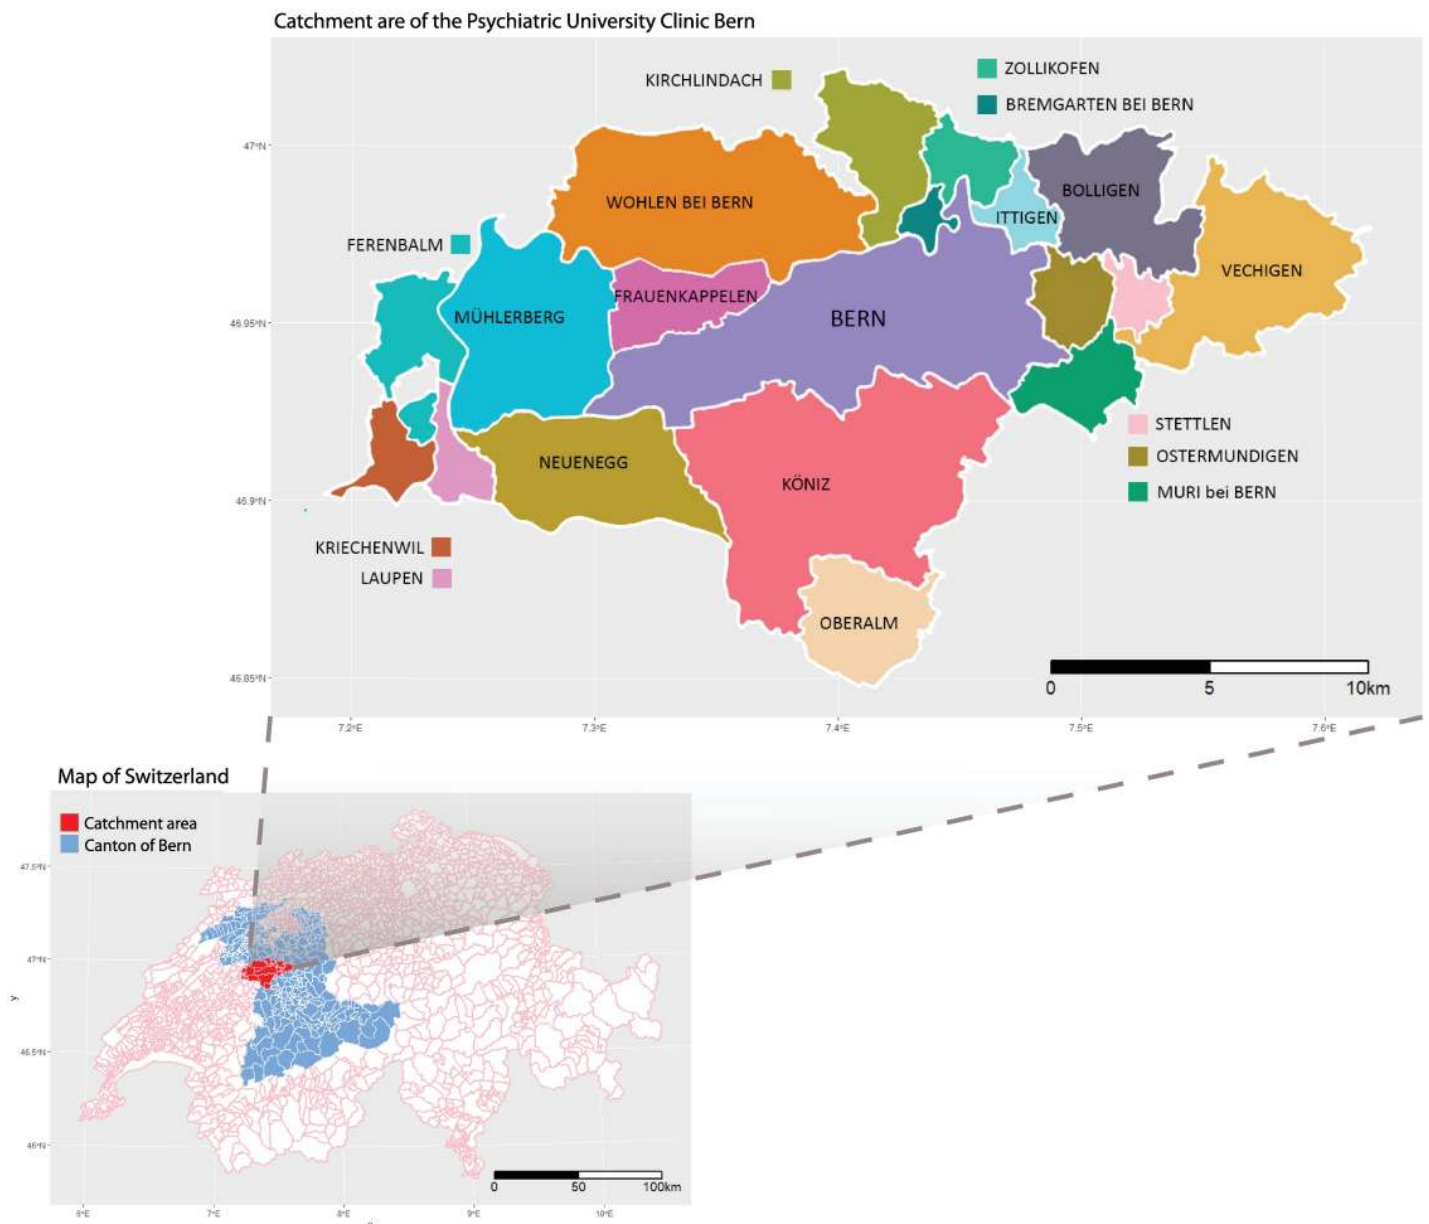 Catchment are of the Psychiatric University Clinic Bern
KIRCHLINDACH
ZOLLIKOFEN
BREMGARTEN BEI BERN
47°N
WOHLEN BEI BERN
BOLLIGEN
ITTIGEN
FERENBALM
VECHIGEN
FRAUENKAPPELEN
MÜHLERBERG
BERN
46.95°N
STETTLEN
OSTERMUNDIGEN
MURI bei BERN
NEUENEGG
KÖNIZ
46.9°N
KRIECHENWIL
LAUPEN
OBERALM
46.85°N
0 5 10km
7.2°E 7.3°E 7.4°E 7.5°E 7.6°E
Map of Switzerland
Catchment area
Canton of Bern
47.5°N
47°N
y
46.5°N
46°N
0 50 100km
6°E 7°E 8°E 9°E 10°E